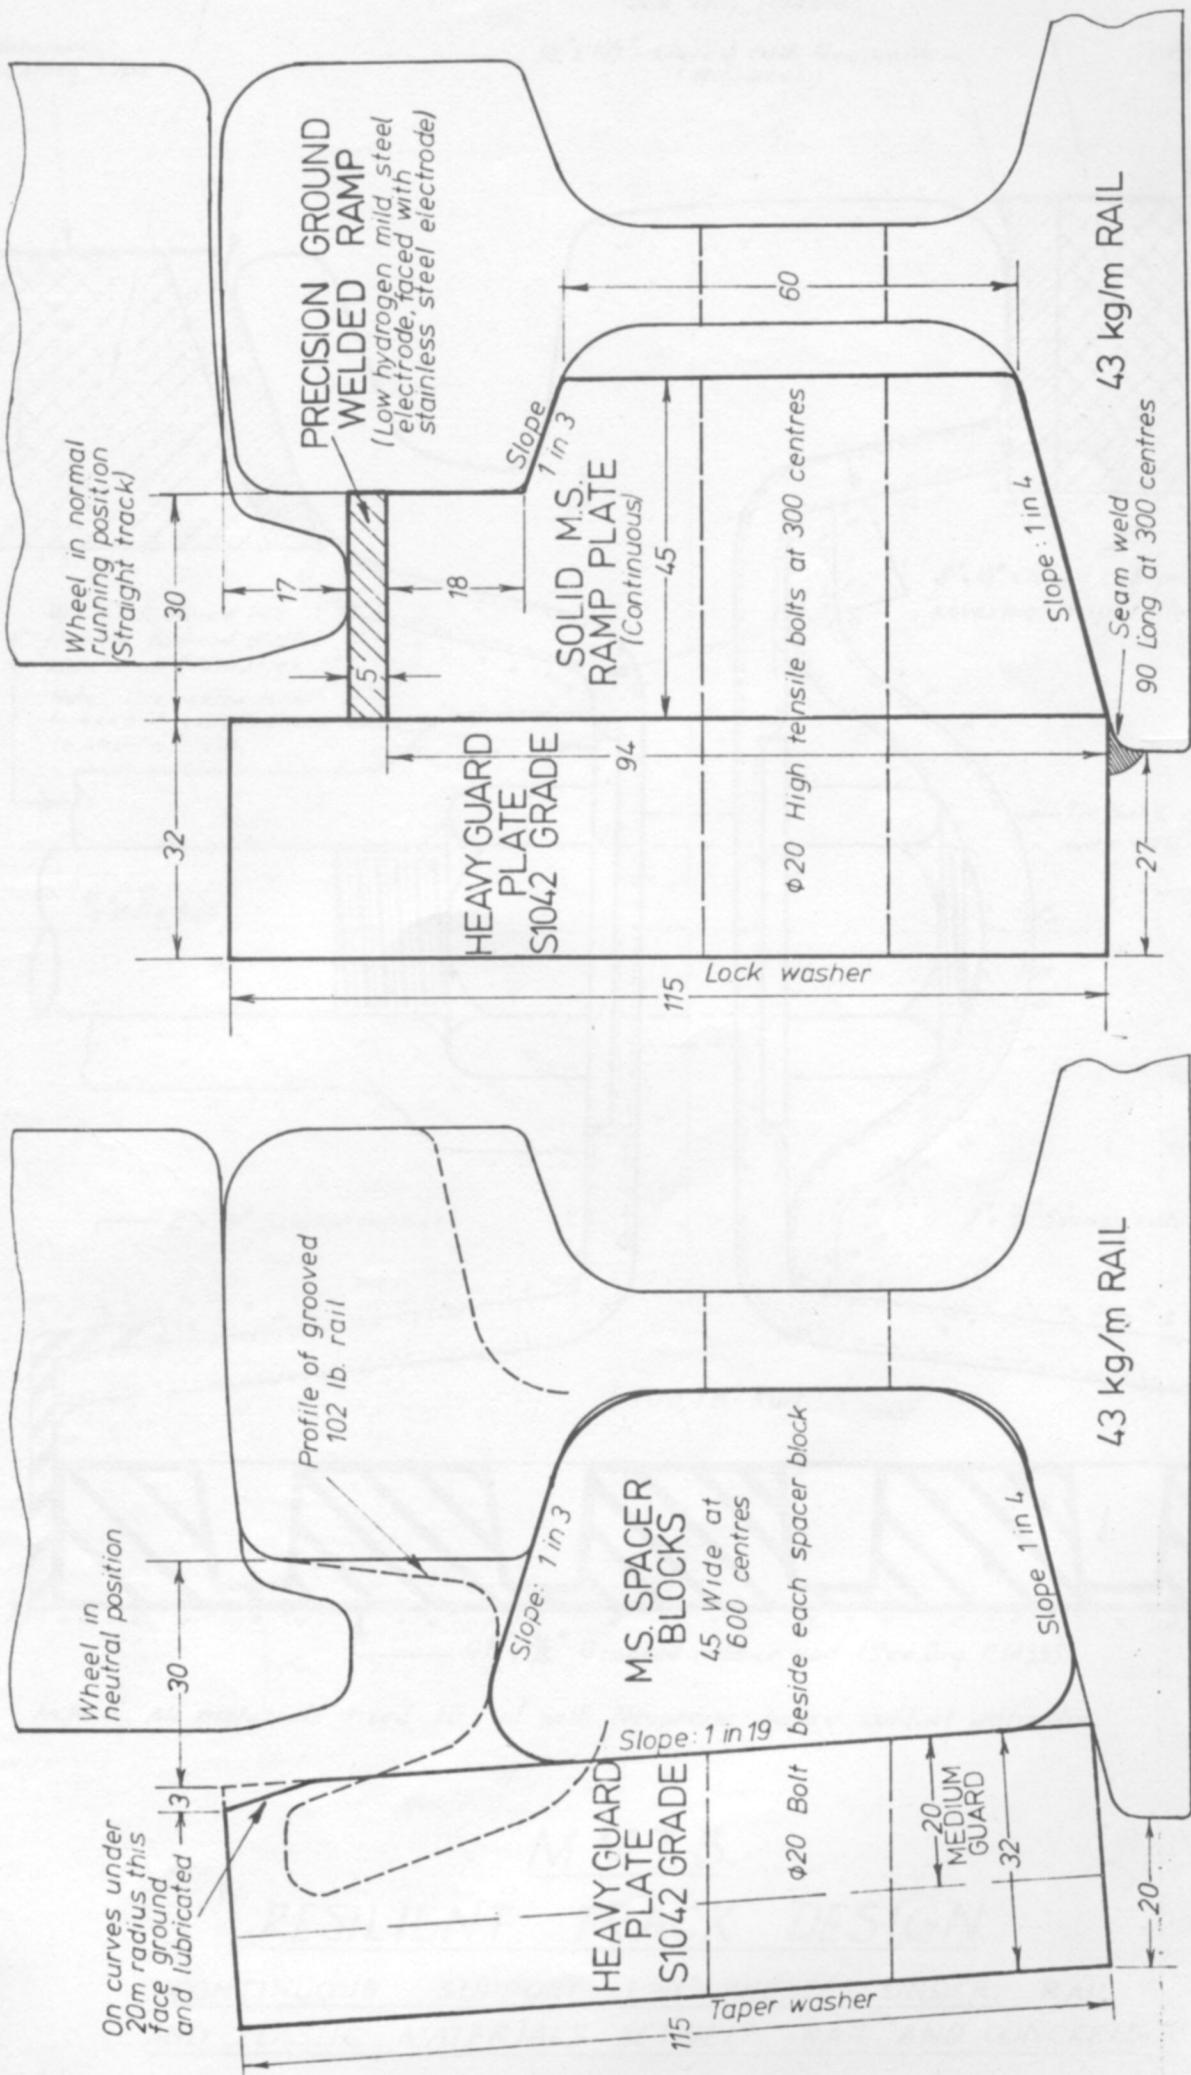 Wheel in normal
running position
(Straight track)
30
32
17
5
18
PRECISION GROUND
WELDED RAMP
(Low hydrogen mild steel
electrode, faced with
stainless steel electrode)
Slope
1 in 3
SOLID M.S.
RAMP PLATE
(Continuous)
45
60
HEAVY GUARD
PLATE
S1042 GRADE
94
ϕ20 High tensile bolts at 300 centres
Slope: 1 in 4
43 kg/m RAIL
Seam weld
90 Long at 300 centres
27
115
Lock washer
On curves under
20m radius this
face ground
and lubricated
3
30
Wheel in
neutral position
Profile of grooved
102 lb. rail
Slope: 1 in 3
M.S. SPACER
BLOCKS
45 Wide at
600 centres
Slope: 1 in 19
HEAVY GUARD
PLATE
S1042 GRADE
ϕ20 Bolt beside each spacer block
Slope 1 in 4
20
MEDIUM
GUARD
32
43 kg/m RAIL
20
115
Taper washer
RESILIENT TRACK DESIGN